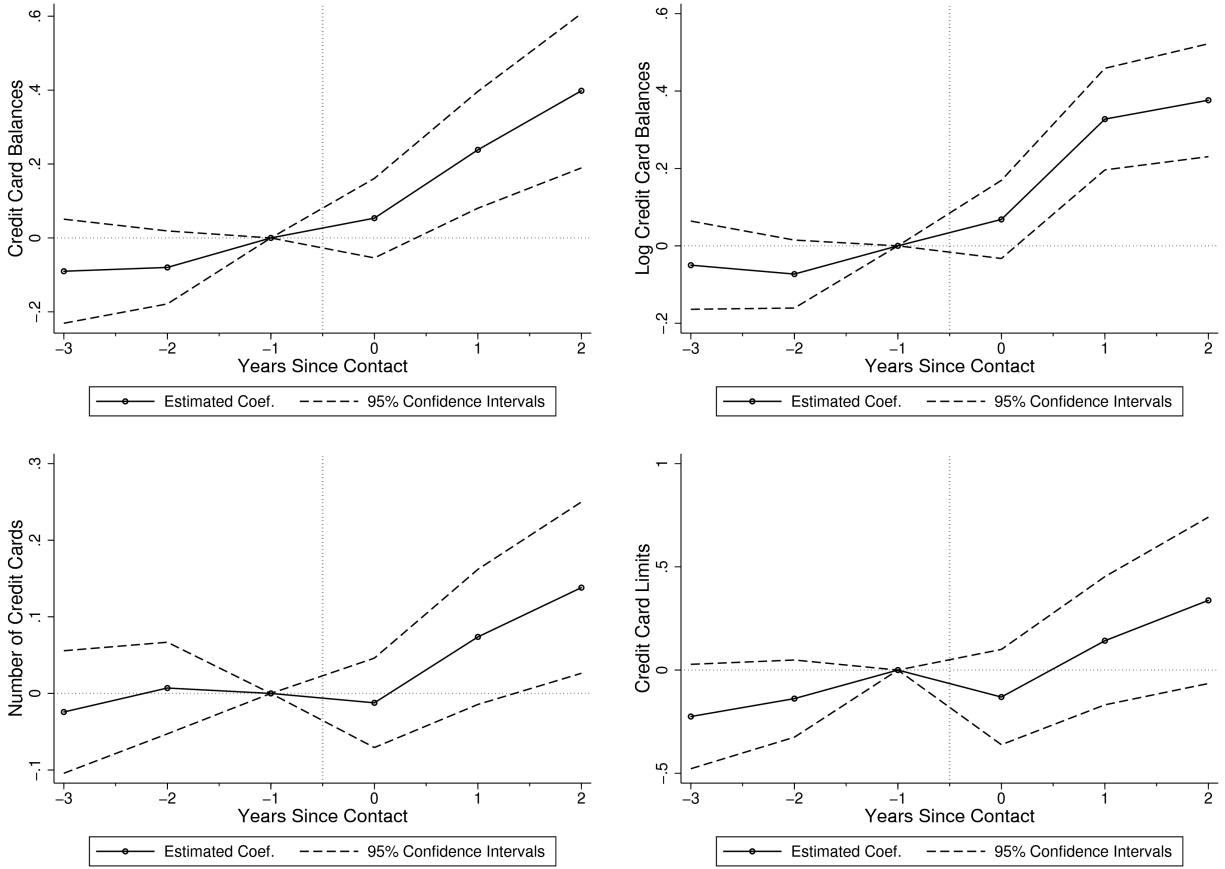 Credit Card Balances
.6
.4
.2
0
−.2
−3 −2 −1 0 1 2
Years Since Contact
Estimated Coef. 95% Confidence Intervals
Log Credit Card Balances
.6
.4
.2
0
−.2
−3 −2 −1 0 1 2
Years Since Contact
Estimated Coef. 95% Confidence Intervals
Number of Credit Cards
.3
.2
.1
0
−.1
−3 −2 −1 0 1 2
Years Since Contact
Estimated Coef. 95% Confidence Intervals
Credit Card Limits
1
.5
0
−.5
−3 −2 −1 0 1 2
Years Since Contact
Estimated Coef. 95% Confidence Intervals